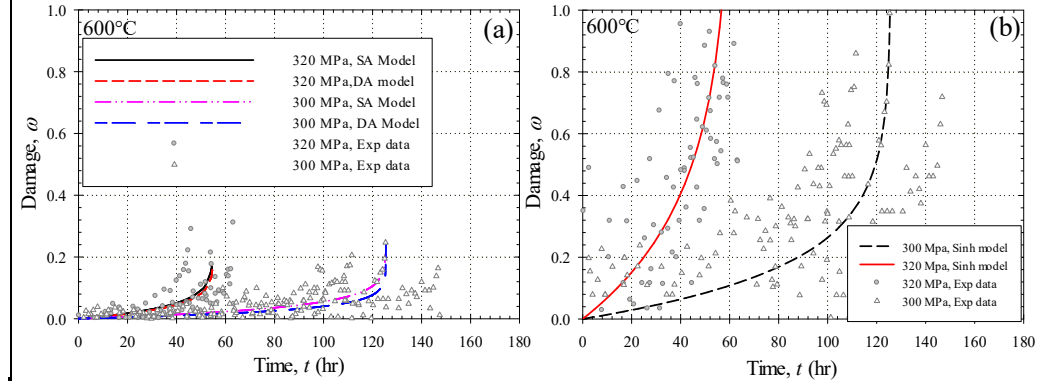 600°C
(a)
320 MPa, SA Model
320 MPa,DA model
300 MPa, SA Model
300 MPa, DA Model
320 MPa, Exp data
300 MPa, Exp data
1.0
0.8
0.6
0.4
0.2
0.0
Damage, ω
0 20 40 60 80 100 120 140 160 180
Time, t (hr)
600°C
(b)
300 Mpa, Sinh model
320 Mpa, Sinh model
320 MPa, Exp data
300 MPa, Exp data
1.0
0.8
0.6
0.4
0.2
0.0
Damage, ω
0 20 40 60 80 100 120 140 160 180
Time, t (hr)